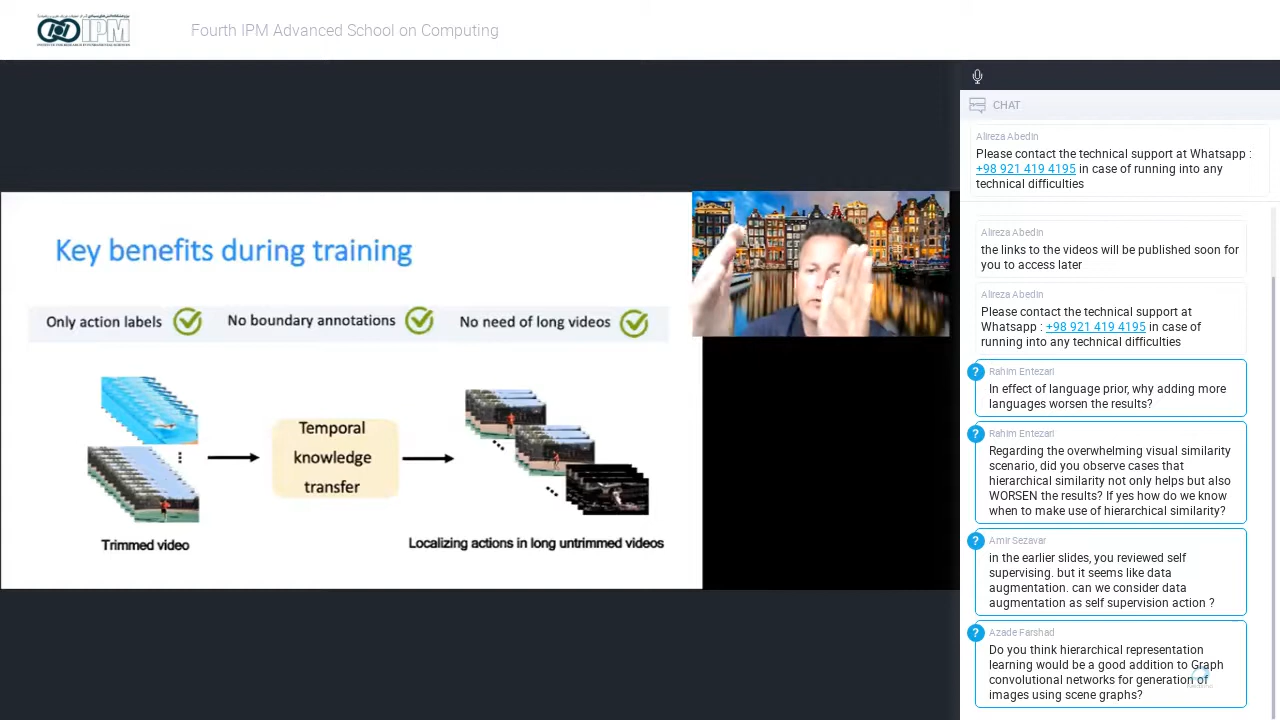 IPM
Fourth IPM Advanced School on Computing
Key benefits during training
Only action labels
No boundary annotations
No need of long videos
Temporal
knowledge
transfer
Trimmed video
Localizing actions in long untrimmed videos
CHAT
Alireza Abedin
Please contact the technical support at Whatsapp :
+98 921 419 4195 in case of running into any
technical difficulties
Alireza Abedin
the links to the videos will be published soon for
you to access later
Alireza Abedin
Please contact the technical support at
Whatsapp : +98 921 419 4195 in case of
running into any technical difficulties
? Rahim Entezari
In effect of language prior, why adding more
languages worsen the results?
? Rahim Entezari
Regarding the overwhelming visual similarity
scenario, did you observe cases that
hierarchical similarity not only helps but also
WORSEN the results? If yes how do we know
when to make use of hierarchical similarity?
? Amir Sezavar
in the earlier slides, you reviewed self
supervising. but it seems like data
augmentation. can we consider data
augmentation as self supervision action ?
? Azade Farshad
Do you think hierarchical representation
learning would be a good addition to Graph
convolutional networks for generation of
images using scene graphs?